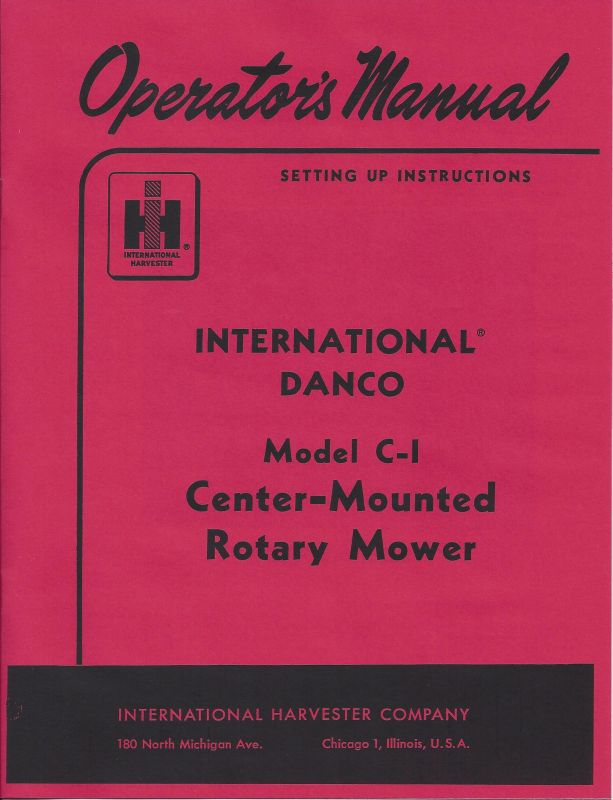 Operator's Manual
SETTING UP INSTRUCTIONS
IH
®
INTERNATIONAL
HARVESTER
INTERNATIONAL®
DANCO
Model C-1
Center-Mounted
Rotary Mower
INTERNATIONAL HARVESTER COMPANY
180 North Michigan Ave. Chicago 1, Illinois, U.S.A.